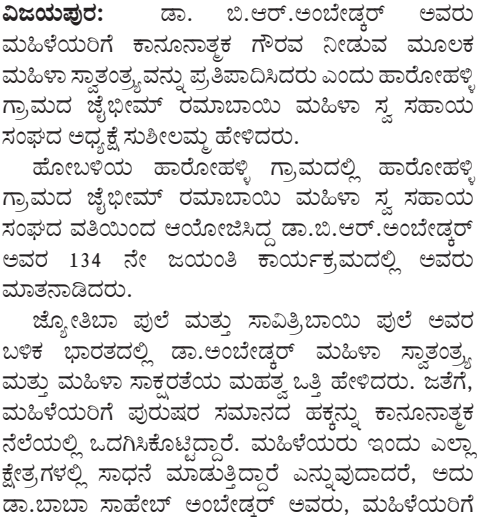 ವಿಜಯಪುರ: ಡಾ. ಬಿ.ಆರ್.ಅಂಬೇಡ್ಕರ್ ಅವರು
ಮಹಿಳೆಯರಿಗೆ ಕಾನೂನಾತ್ಮಕ ಗೌರವ ನೀಡುವ ಮೂಲಕ
ಮಹಿಳಾ ಸ್ವಾತಂತ್ರ್ಯವನ್ನು ಪ್ರತಿಪಾದಿಸಿದರು ಎಂದು ಹಾರೋಹಳ್ಳಿ
ಗ್ರಾಮದ ಜೈಭೀಮ್ ರಮಾಬಾಯಿ ಮಹಿಳಾ ಸ್ವ ಸಹಾಯ
ಸಂಘದ ಅಧ್ಯಕ್ಷೆ ಸುಶೀಲಮ್ಮ ಹೇಳಿದರು.
ಹೋಬಳಿಯ ಹಾರೋಹಳ್ಳಿ ಗ್ರಾಮದಲ್ಲಿ ಹಾರೋಹಳ್ಳಿ
ಗ್ರಾಮದ ಜೈಭೀಮ್ ರಮಾಬಾಯಿ ಮಹಿಳಾ ಸ್ವ ಸಹಾಯ
ಸಂಘದ ವತಿಯಿಂದ ಆಯೋಜಿಸಿದ್ದ ಡಾ.ಬಿ.ಆರ್.ಅಂಬೇಡ್ಕರ್
ಅವರ 134 ನೇ ಜಯಂತಿ ಕಾರ್ಯಕ್ರಮದಲ್ಲಿ ಅವರು
ಮಾತನಾಡಿದರು.
ಜ್ಯೋತಿಬಾ ಪುಲೆ ಮತ್ತು ಸಾವಿತ್ರಿಬಾಯಿ ಪುಲೆ ಅವರ
ಬಳಿಕ ಭಾರತದಲ್ಲಿ ಡಾ.ಅಂಬೇಡ್ಕರ್ ಮಹಿಳಾ ಸ್ವಾತಂತ್ರ್ಯ
ಮತ್ತು ಮಹಿಳಾ ಸಾಕ್ಷರತೆಯ ಮಹತ್ವ ಒತ್ತಿ ಹೇಳಿದರು. ಜತೆಗೆ,
ಮಹಿಳೆಯರಿಗೆ ಪುರುಷರ ಸಮಾನದ ಹಕ್ಕನ್ನು ಕಾನೂನಾತ್ಮಕ
ನೆಲೆಯಲ್ಲಿ ಒದಗಿಸಿಕೊಟ್ಟಿದ್ದಾರೆ. ಮಹಿಳೆಯರು ಇಂದು ಎಲ್ಲಾ
ಕ್ಷೇತ್ರಗಳಲ್ಲಿ ಸಾಧನೆ ಮಾಡುತ್ತಿದ್ದಾರೆ ಎನ್ನುವುದಾದರೆ, ಅದು
ಡಾ.ಬಾಬಾ ಸಾಹೇಬ್ ಅಂಬೇಡ್ಕರ್ ಅವರು, ಮಹಿಳೆಯರಿಗೆ